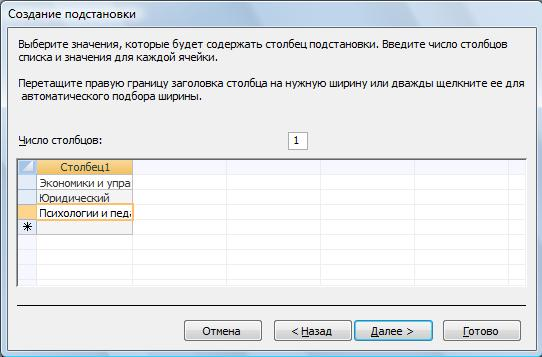 Создание подстановки
Выберите значения, которые будет содержать столбец подстановки. Введите число столбцов
списка и значения для каждой ячейки.
Перетащите правую границу заголовка столбца на нужную ширину или дважды щелкните ее для
автоматического подбора ширины.
Число столбцов: 1
Столбец1
Экономики и упра
Юридический
Психологии и пед
Отмена < Назад Далее > Готово